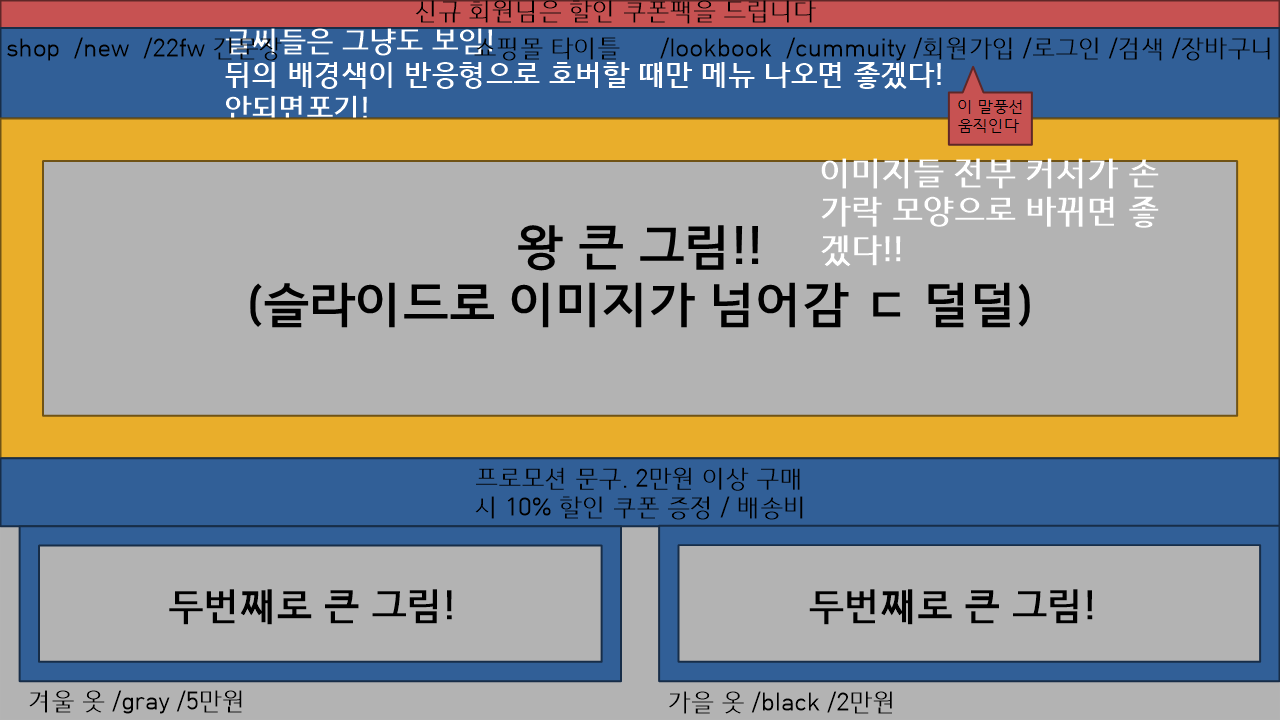 신규 회원님은 할인 쿠폰팩을 드립니다
shop /new /22fw 간듯창 쇼핑몰 타이틀 /lookbook /cummuity /회원가입 /로그인 /검색 /장바구니
글씨들은 그냥도 보임!
뒤의 배경색이 반응형으로 호버할 때만 메뉴 나오면 좋겠다!
안되면포기!
이 말풍선
움직인다
이미지들 전부 커서가 손
가락 모양으로 바뀌면 좋
겠다!!
왕 큰 그림!!
(슬라이드로 이미지가 넘어감 ㄷ 덜덜)
프로모션 문구. 2만원 이상 구매
시 10% 할인 쿠폰 증정 / 배송비
두번째로 큰 그림!
두번째로 큰 그림!
겨울 옷 /gray /5만원
가을 옷 /black /2만원